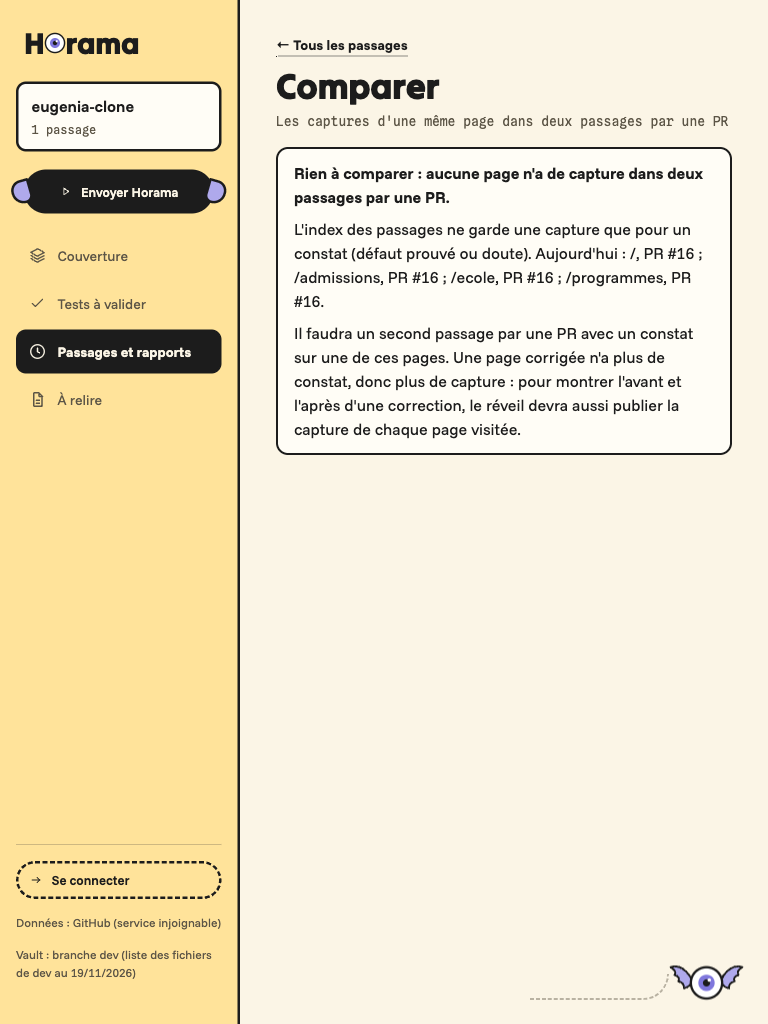 Horama
eugenia-clone
1 passage
Envoyer Horama
Couverture
Tests à valider
Passages et rapports
À relire
→ Se connecter
Données : GitHub (service injoignable)
Vault : branche dev (liste des fichiers
de dev au 19/11/2026)
← Tous les passages
Comparer
Les captures d'une même page dans deux passages par une PR
Rien à comparer : aucune page n'a de capture dans deux
passages par une PR.
L'index des passages ne garde une capture que pour un
constat (défaut prouvé ou doute). Aujourd'hui : /, PR #16 ;
/admissions, PR #16 ; /ecole, PR #16 ; /programmes, PR
#16.
Il faudra un second passage par une PR avec un constat
sur une de ces pages. Une page corrigée n'a plus de
constat, donc plus de capture : pour montrer l'avant et
l'après d'une correction, le réveil devra aussi publier la
capture de chaque page visitée.